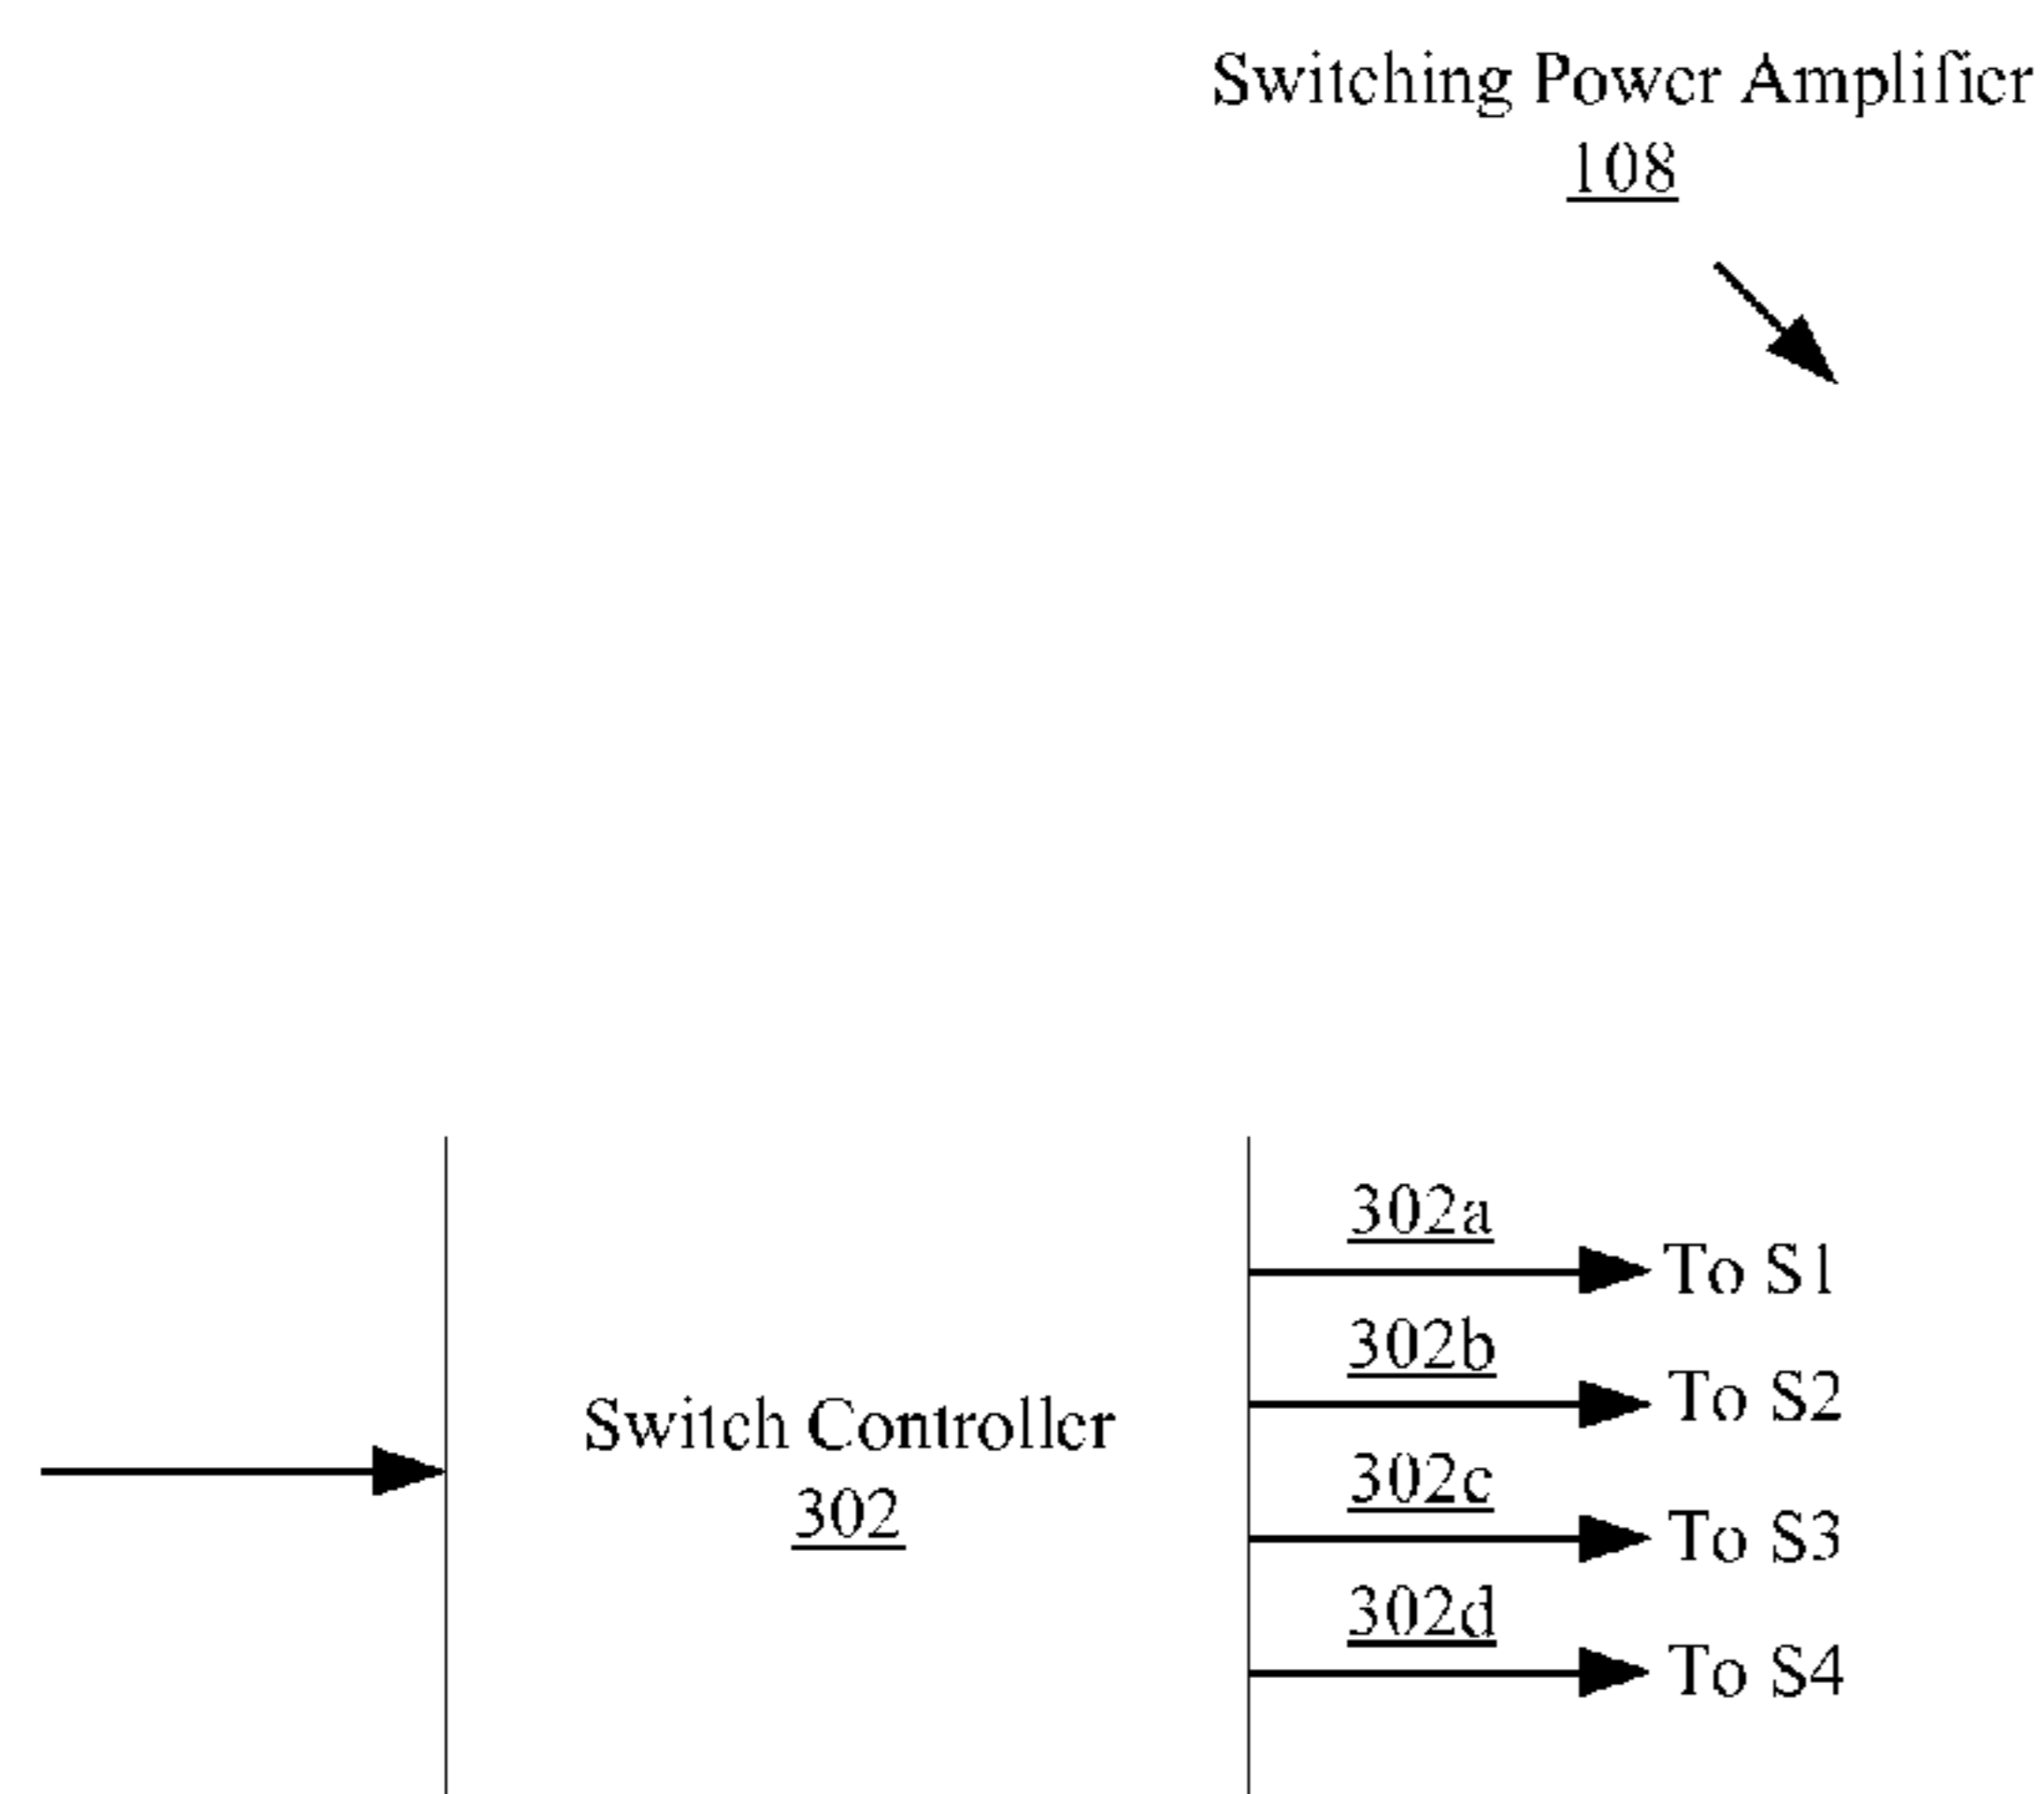 Switching Power Amplifier
108
302a
To S1
302b
To S2
Switch Controller
302
302c
To S3
302d
To S4